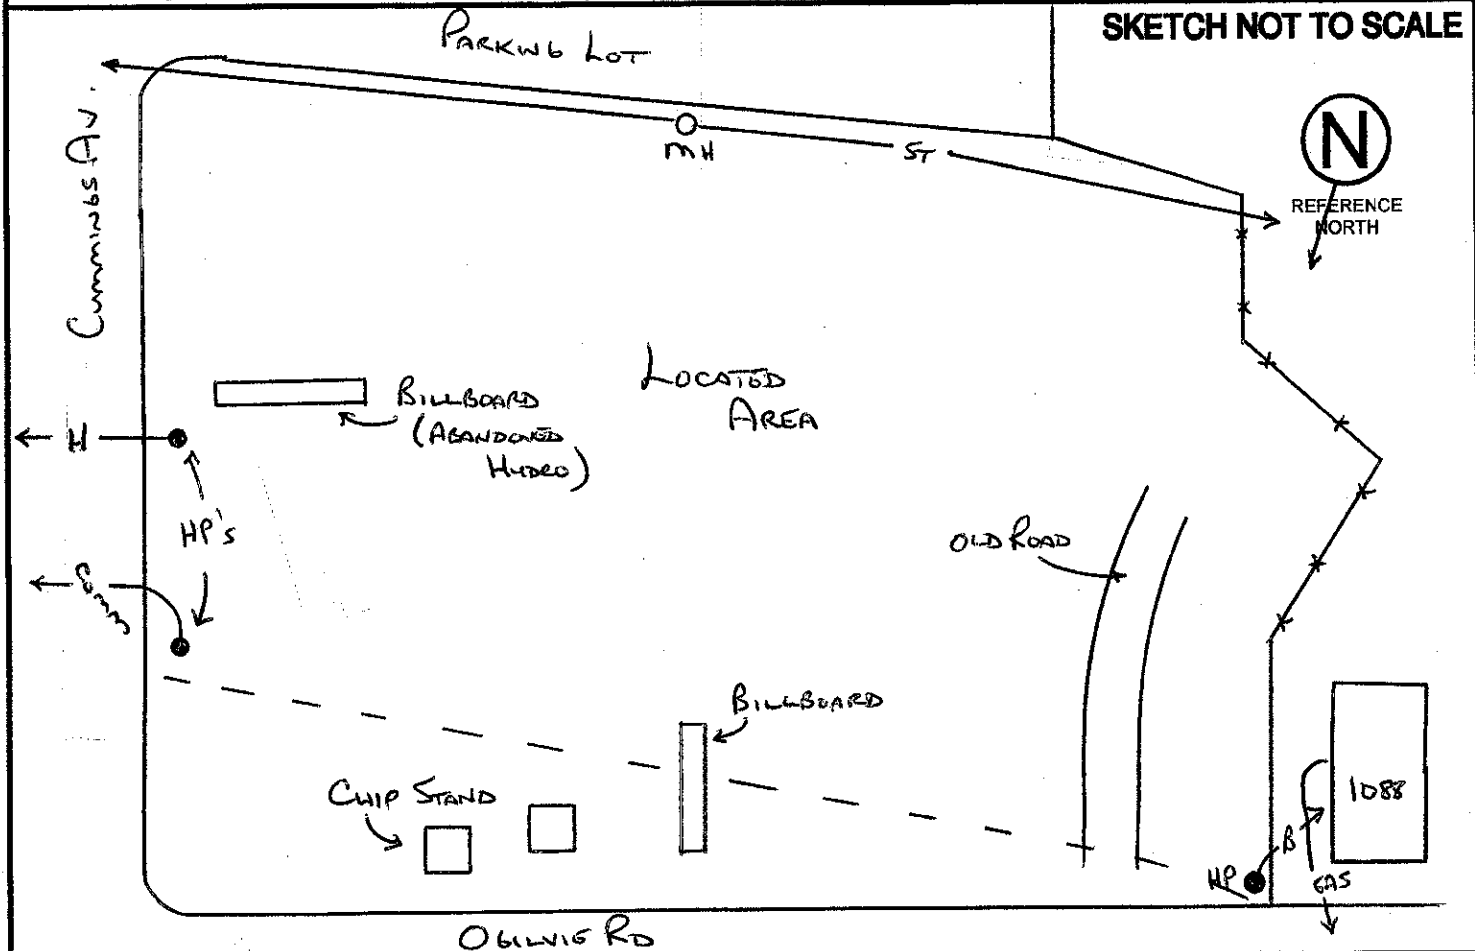 PARKING LOT
SKETCH NOT TO SCALE
N
REFERENCE
NORTH
CUMMINGS AV.
MH
ST
LOCATED
AREA
BILLBOARD
(ABANDONED
HYDRO)
H
HP'S
COMM
OLD ROAD
BILLBOARD
CHIP STAND
1088
B
HP
GAS
OGILVIE RD